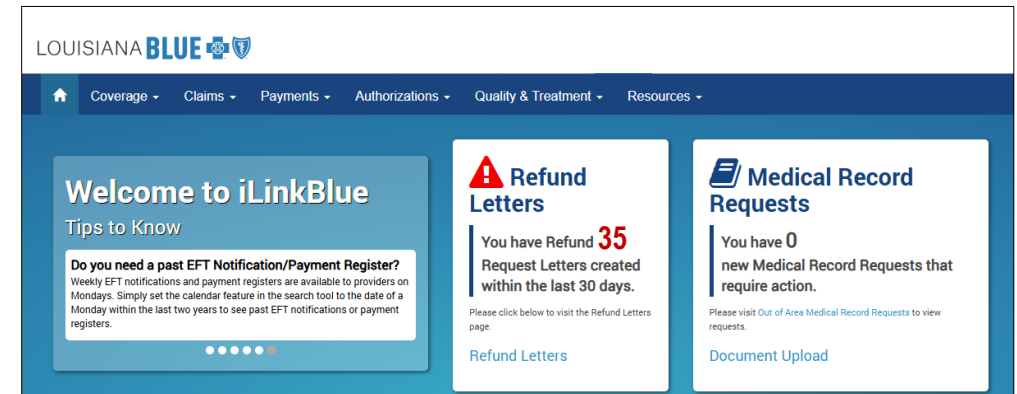 LOUISIANA BLUE
Coverage Claims Payments Authorizations Quality & Treatment Resources
Welcome to iLinkBlue
Tips to Know
Do you need a past EFT Notification/Payment Register?
Weekly EFT notifications and payment registers are available to providers on
Mondays. Simply set the calendar feature in the search tool to the date of a
Monday within the last two years to see past EFT notifications or payment
registers.
Refund
Letters
You have Refund 35
Request Letters created
within the last 30 days.
Please click below to visit the Refund Letters
page.
Refund Letters
Medical Record
Requests
You have 0
new Medical Record Requests that
require action.
Please visit Out of Area Medical Record Requests to view
requests.
Document Upload